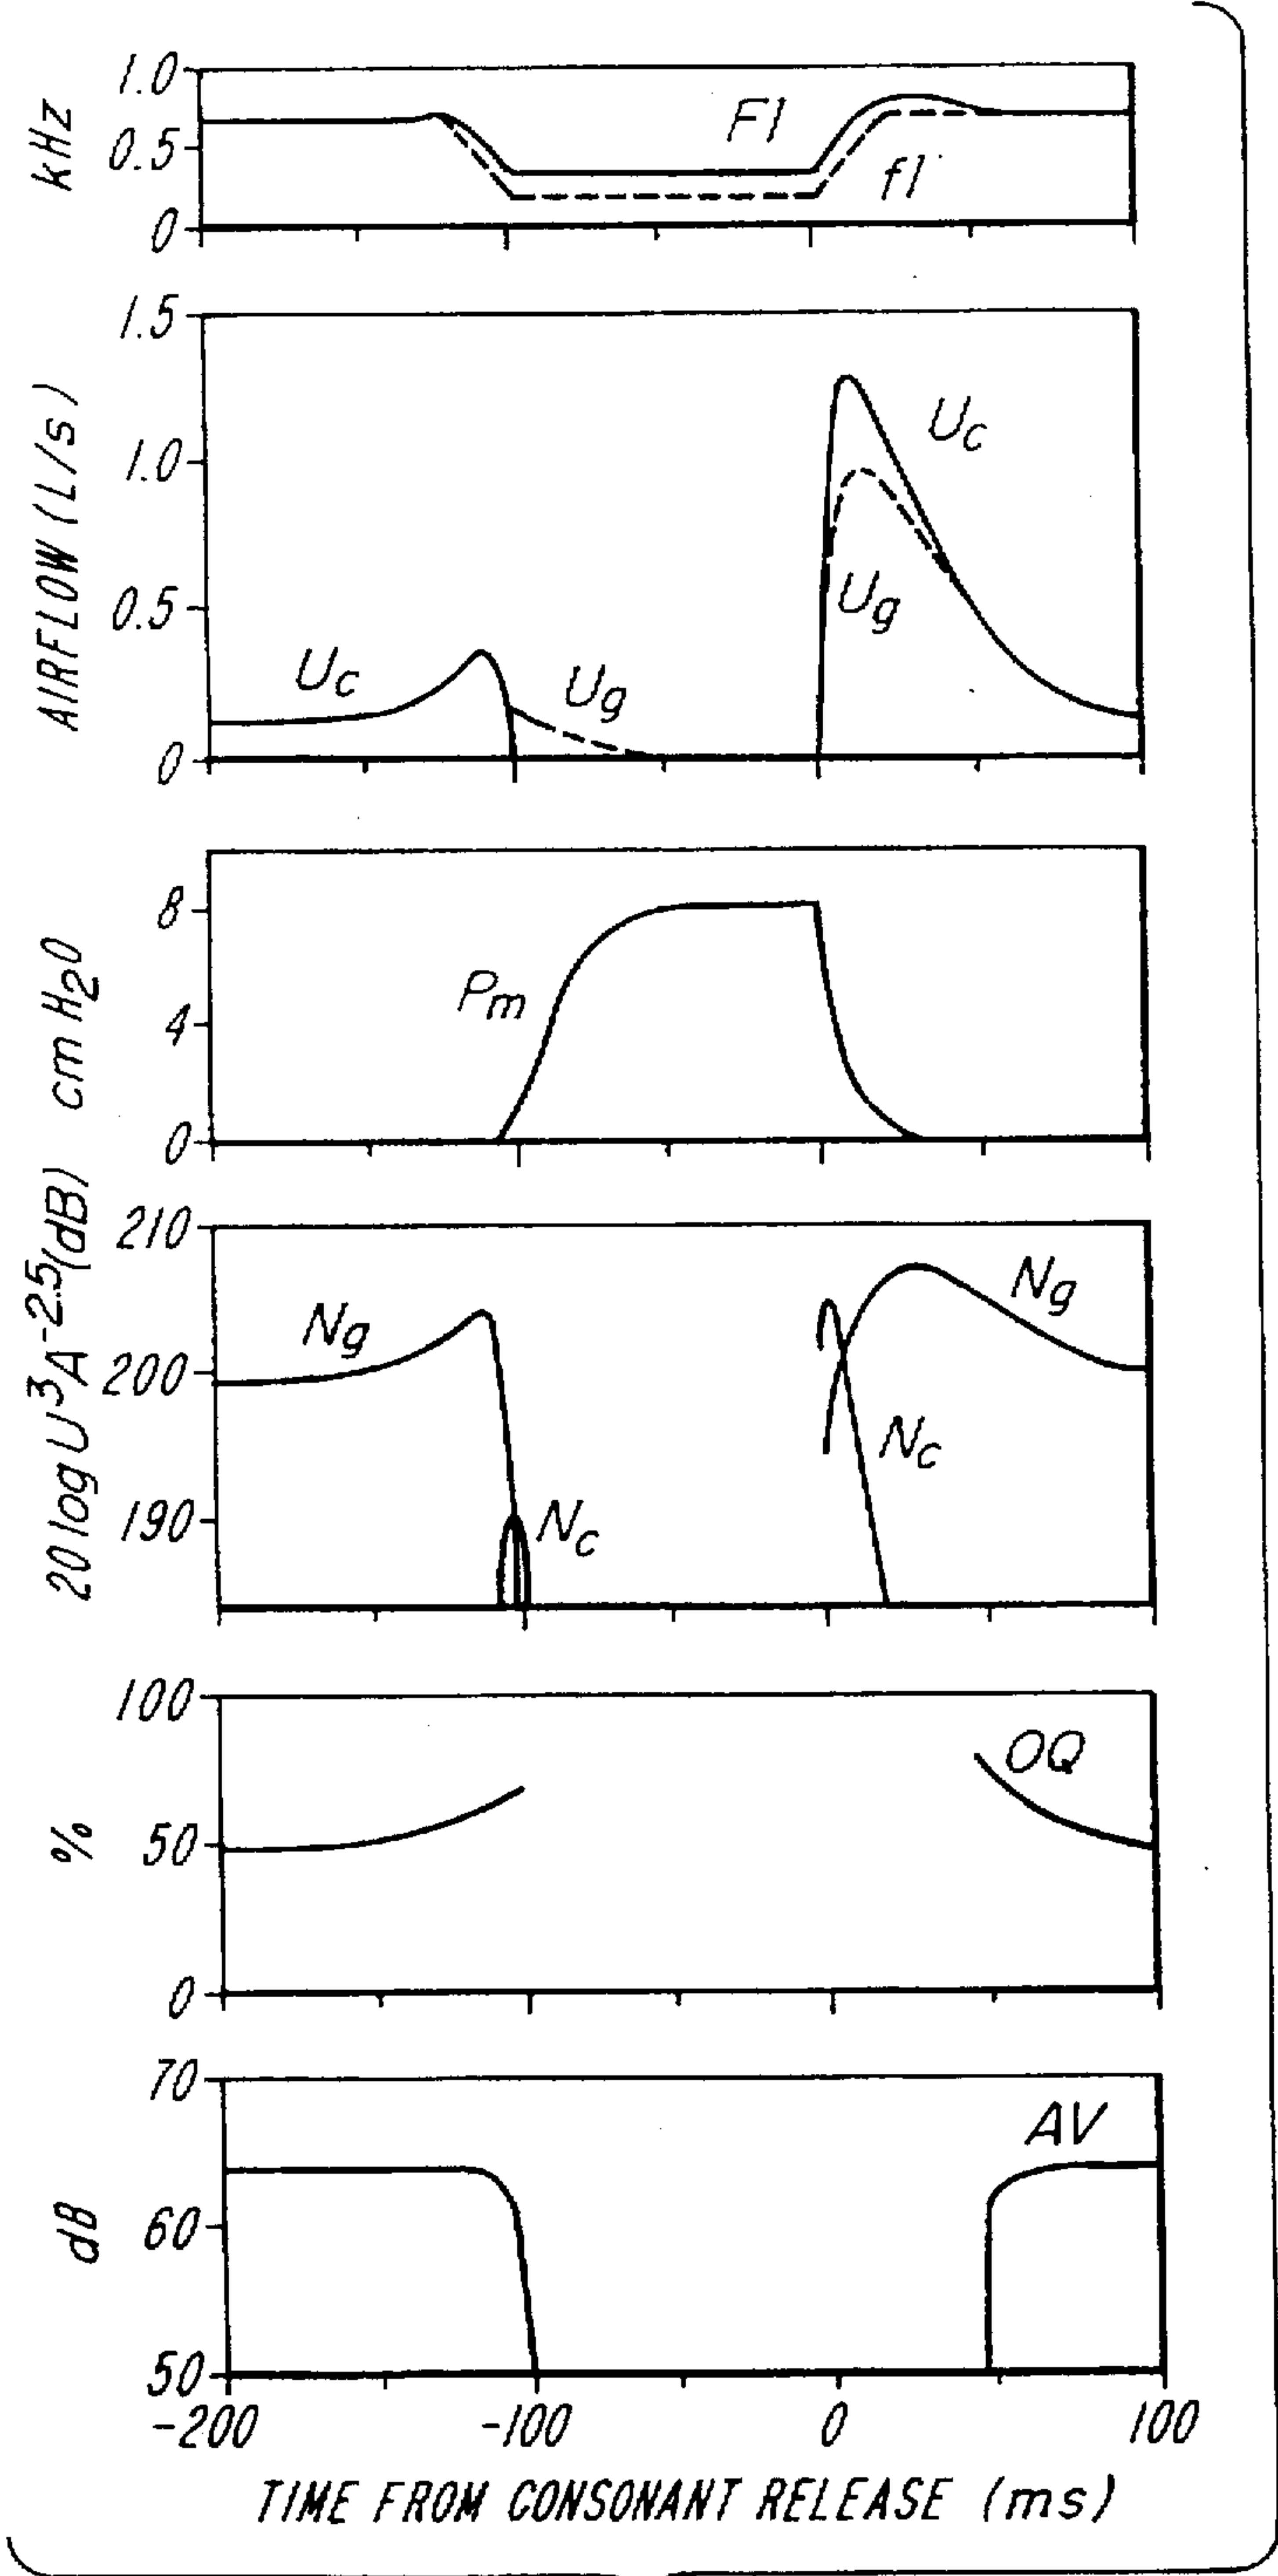 1.0
kHz
0.5
0
F1
f1
1.5
AIRFLOW (L/s)
1.0
0.5
0
Uc
Ug
Uc
Ug
8
cm H2O
4
0
Pm
210
20 log U^3 A^-2.5 (dB)
200
190
Ng
Nc
Ng
Nc
100
%
50
0
OQ
70
dB
60
50
AV
-200 -100 0 100
TIME FROM CONSONANT RELEASE (ms)